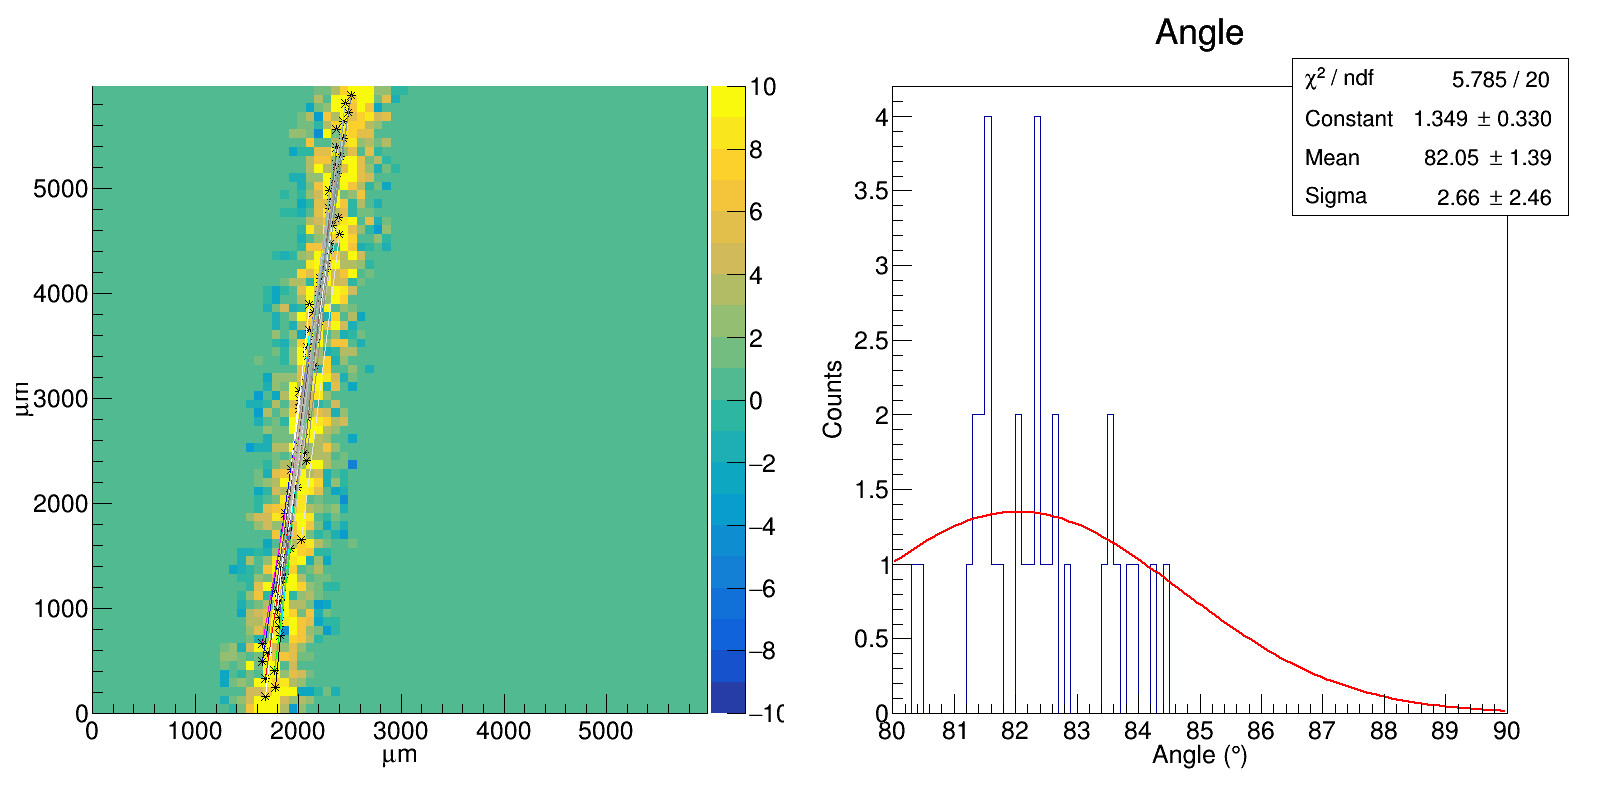 Angle
χ² / ndf 5.785 / 20
Constant 1.349 ± 0.330
Mean 82.05 ± 1.39
Sigma 2.66 ± 2.46
10
8
6
4
2
0
−2
−4
−6
−8
−10
5000
4000
3000
2000
1000
0
μm
0 1000 2000 3000 4000 5000
μm
4
3.5
3
2.5
2
1.5
1
0.5
0
Counts
80 81 82 83 84 85 86 87 88 89 90
Angle (°)